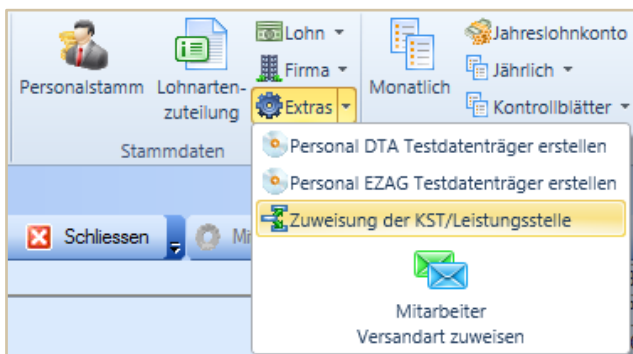 Personalstamm
Lohnarten-
zuteilung
Lohn
Firma
Extras
Stammdaten
Monatlich
Jahreslohnkonto
Jährlich
Kontrollblätter
Schliessen
Personal DTA Testdatenträger erstellen
Personal EZAG Testdatenträger erstellen
Zuweisung der KST/Leistungsstelle
Mitarbeiter
Versandart zuweisen